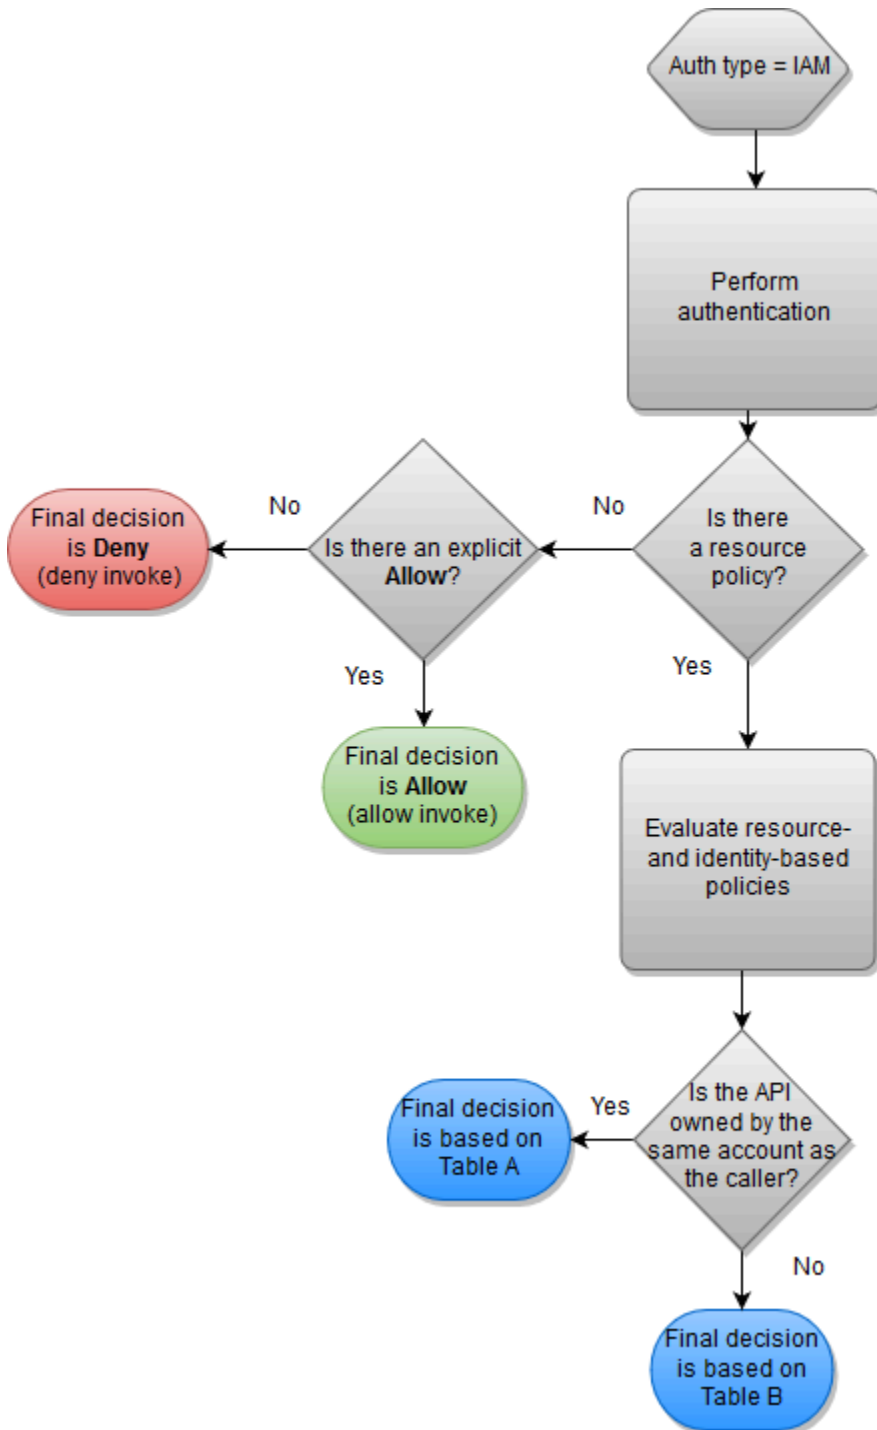 Auth type = IAM
Perform
authentication
Is there
a resource
policy?
No
Is there an explicit
Allow?
No
Final decision
is Deny
(deny invoke)
Yes
Final decision
is Allow
(allow invoke)
Yes
Evaluate resource-
and identity-based
policies
Is the API
owned by the
same account as
the caller?
Yes
Final decision
is based on
Table A
No
Final decision
is based on
Table B